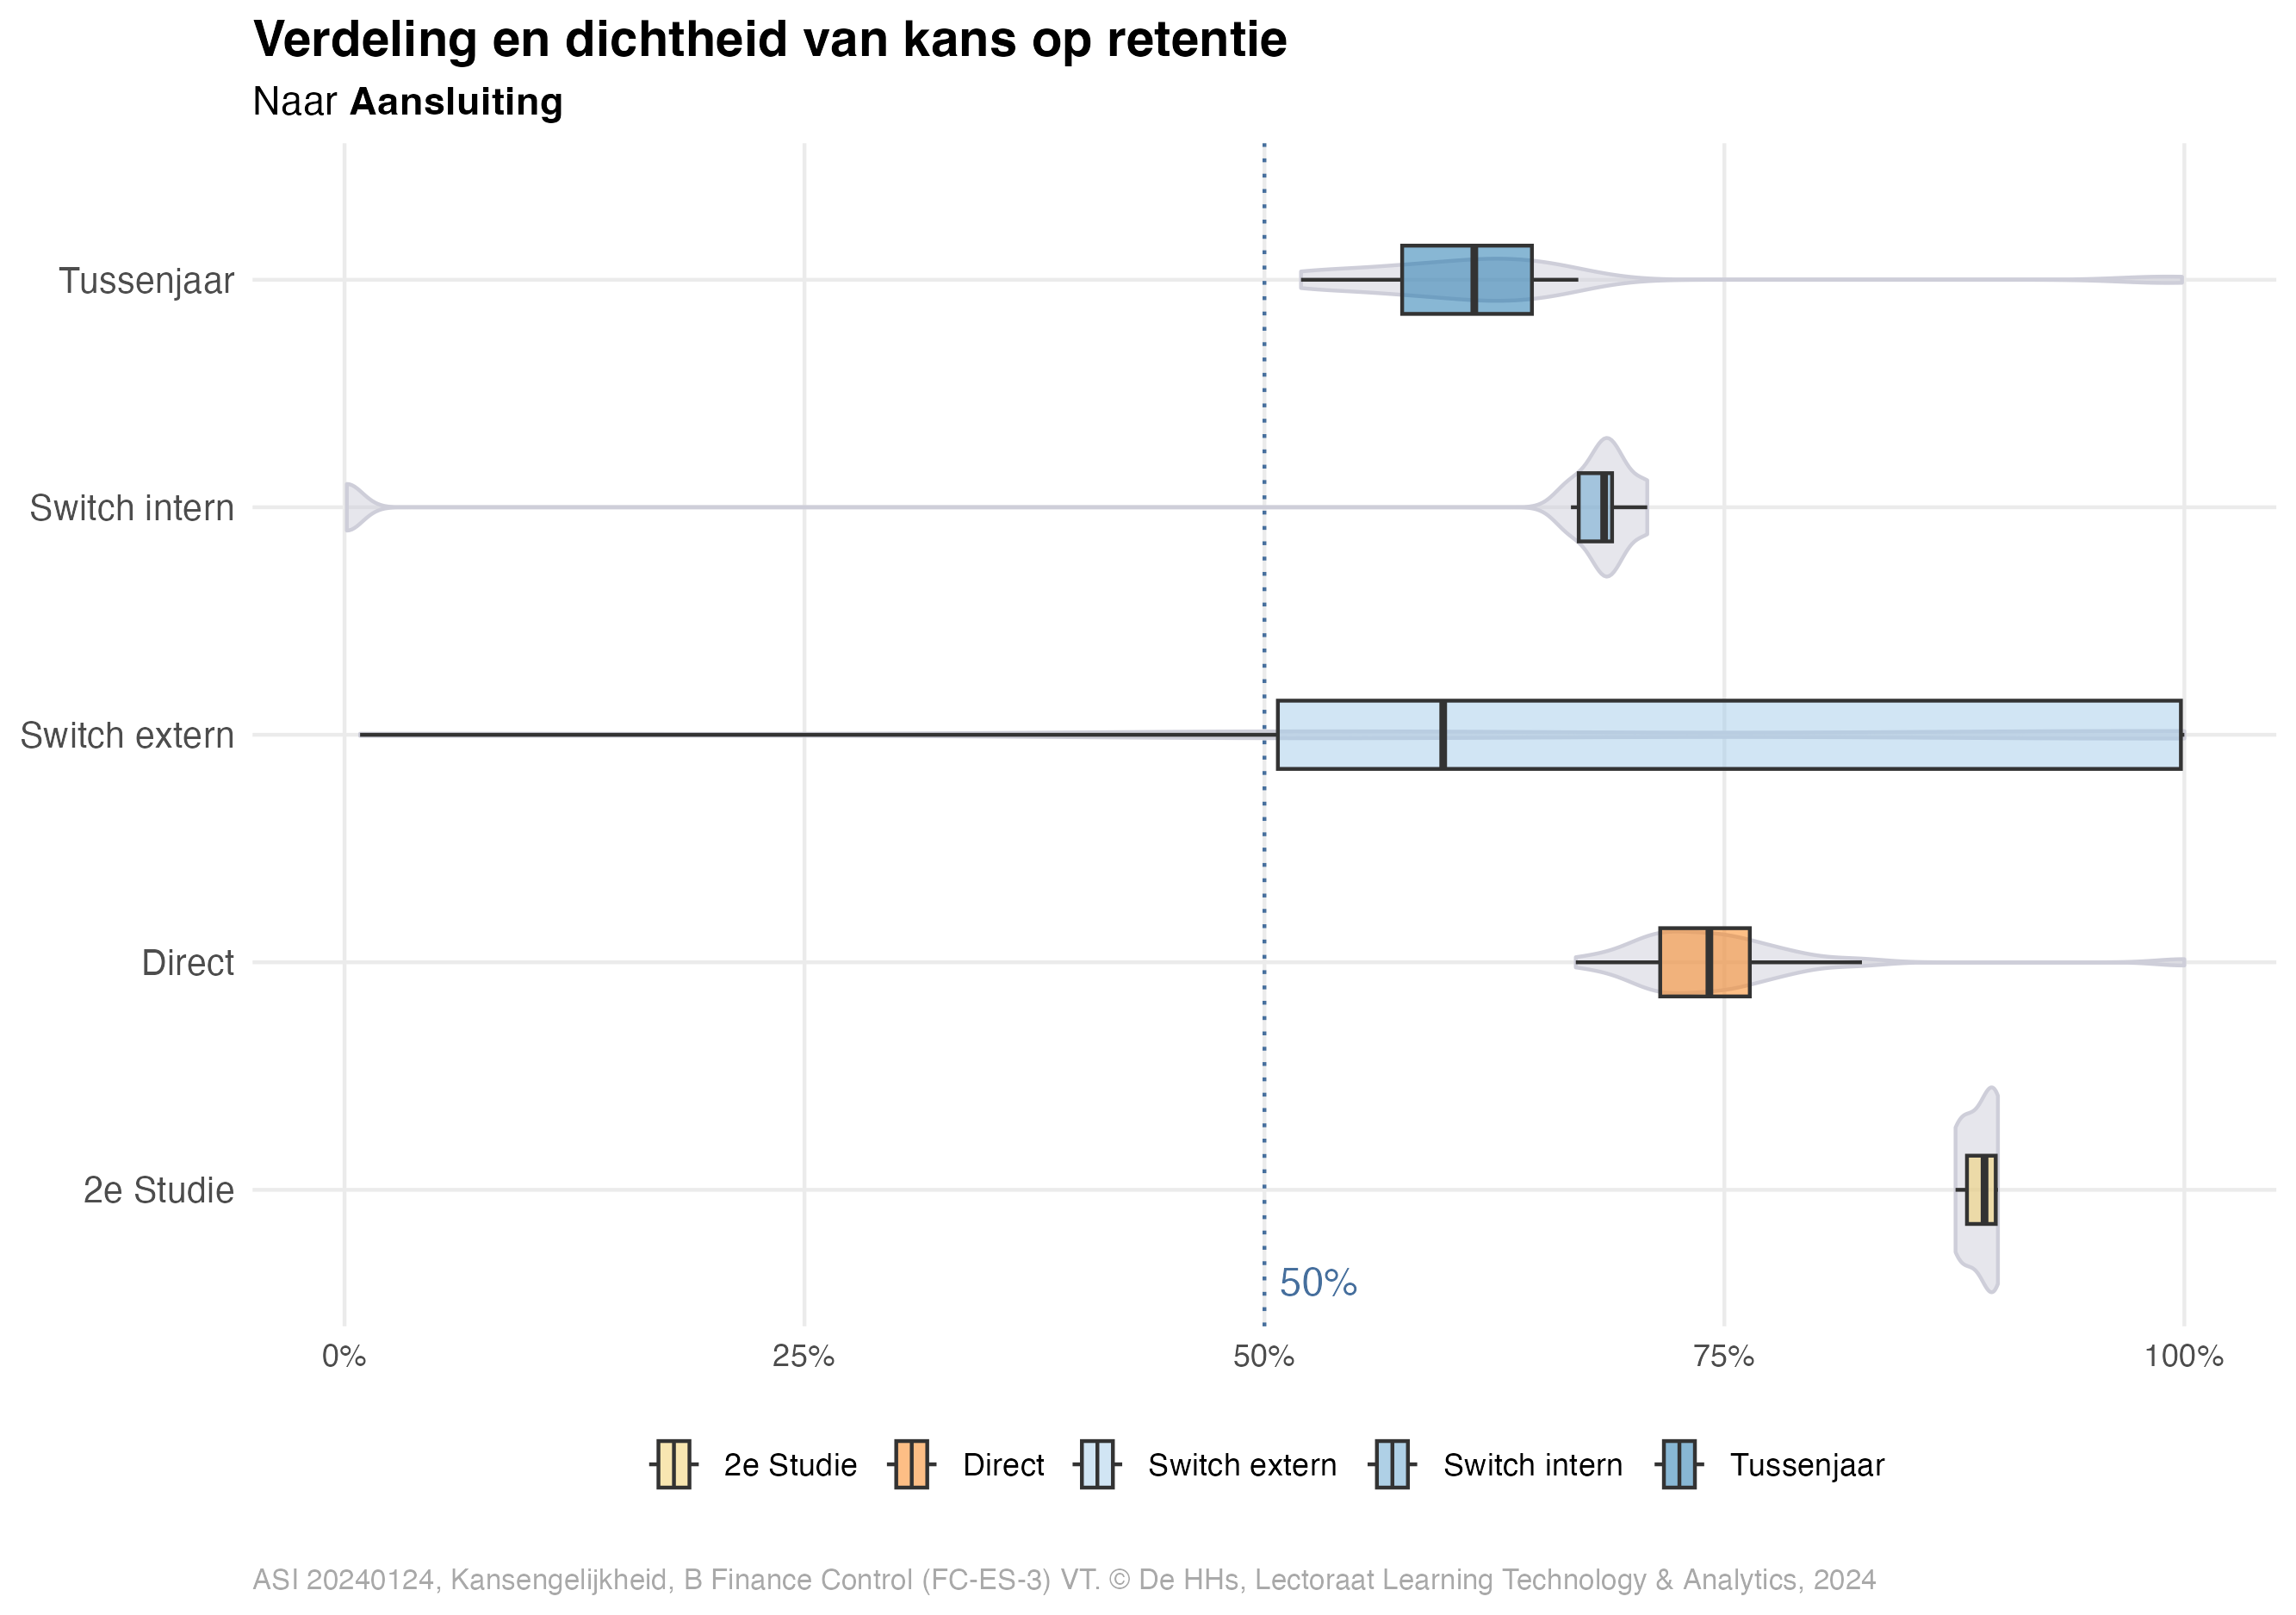 Verdeling en dichtheid van kans op retentie
Naar Aansluiting
Tussenjaar
Switch intern
Switch extern
Direct
2e Studie
50%
0% 25% 50% 75% 100%
2e Studie Direct Switch extern Switch intern Tussenjaar
ASI 20240124, Kansengelijkheid, B Finance Control (FC-ES-3) VT. © De HHs, Lectoraat Learning Technology & Analytics, 2024